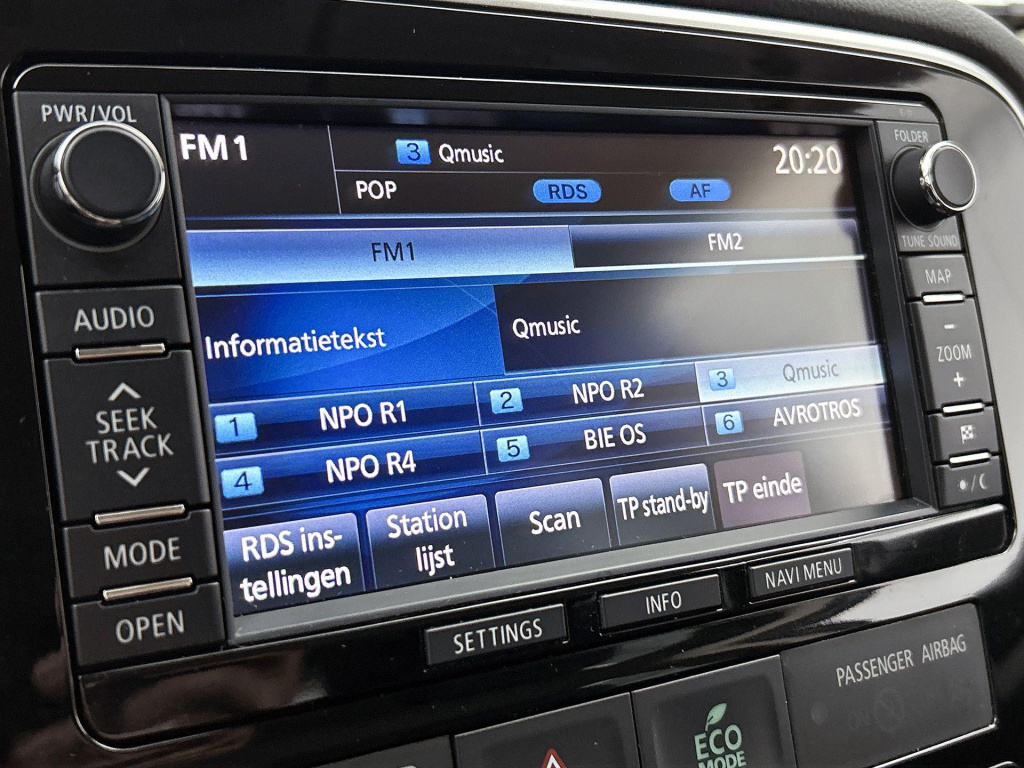 PWR/VOL
FM1
3 Qmusic
20:20
POP
RDS
AF
FM1
FM2
Informatietekst
Qmusic
1 NPO R1
2 NPO R2
3 Qmusic
4 NPO R4
5 BIE OS
6 AVROTROS
RDS ins-
tellingen
Station
lijst
Scan
TP stand-by
TP einde
AUDIO
SEEK
TRACK
MODE
OPEN
FOLDER
TUNE SOUND
MAP
-
ZOOM
+
SETTINGS
INFO
NAVI MENU
PASSENGER AIRBAG
ECO
MODE